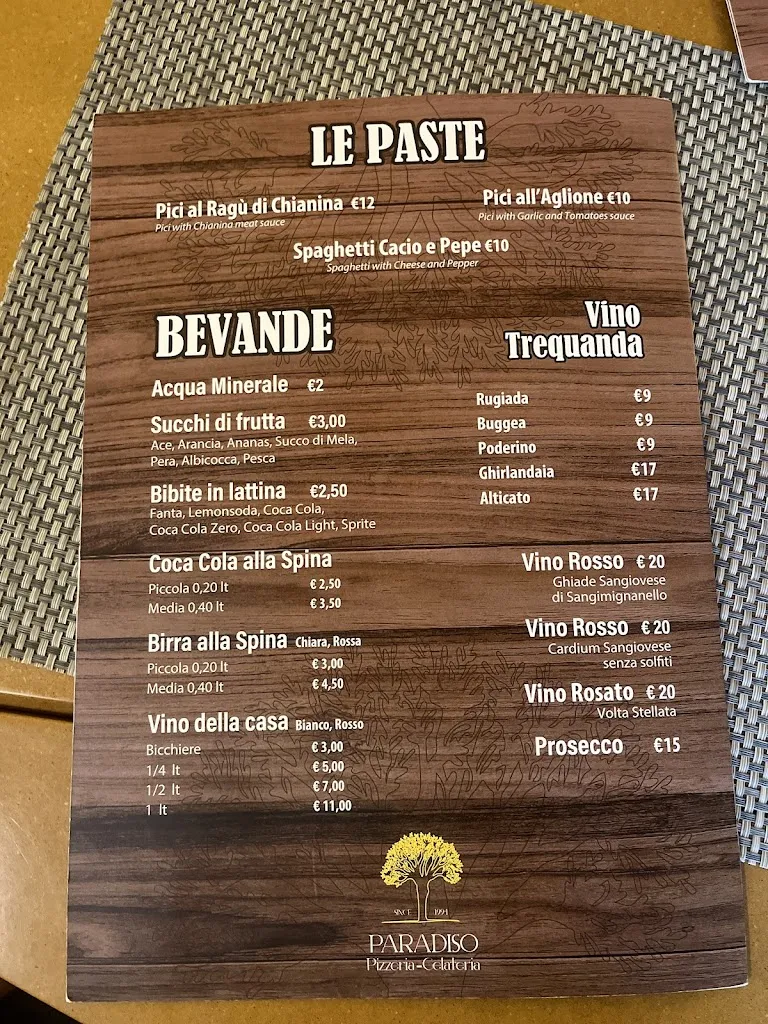 LE PASTE
Pici al Ragù di Chianina €12
Pici with Chianina meat sauce
Pici all'Aglione €10
Pici with Garlic and Tomatoes sauce
Spaghetti Cacio e Pepe €10
Spaghetti with Cheese and Pepper
BEVANDE
Acqua Minerale €2
Succhi di frutta €3,00
Ace, Arancia, Ananas, Succo di Mela,
Pera, Albicocca, Pesca
Bibite in lattina €2,50
Fanta, Lemonsoda, Coca Cola,
Coca Cola Zero, Coca Cola Light, Sprite
Coca Cola alla Spina
Piccola 0,20 lt € 2,50
Media 0,40 lt € 3,50
Birra alla Spina Chiara, Rossa
Piccola 0,20 lt € 3,00
Media 0,40 lt € 4,50
Vino della casa Bianco, Rosso
Bicchiere € 3,00
1/4 lt € 5,00
1/2 lt € 7,00
1 lt € 11,00
Vino
Trequanda
Rugiada €9
Buggea €9
Poderino €9
Ghirlandaia €17
Alticato €17
Vino Rosso € 20
Ghiade Sangiovese
di Sangimignanello
Vino Rosso € 20
Cardium Sangiovese
senza solfiti
Vino Rosato € 20
Volta Stellata
Prosecco €15
SINCE 1994
PARADISO
Pizzeria-Gelateria